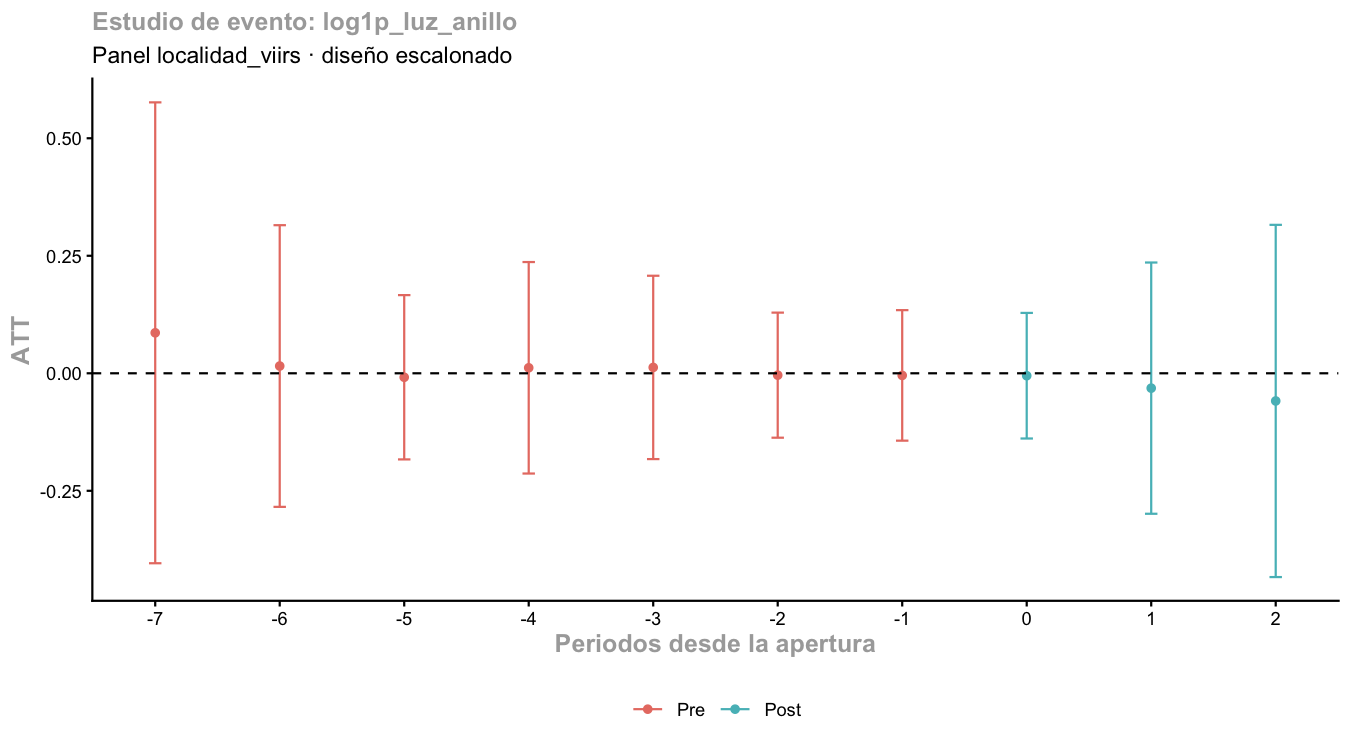 Estudio de evento: log1p_luz_anillo
Panel localidad_viirs · diseño escalonado
ATT
0.50
0.25
0.00
-0.25
-7 -6 -5 -4 -3 -2 -1 0 1 2
Periodos desde la apertura
Pre Post